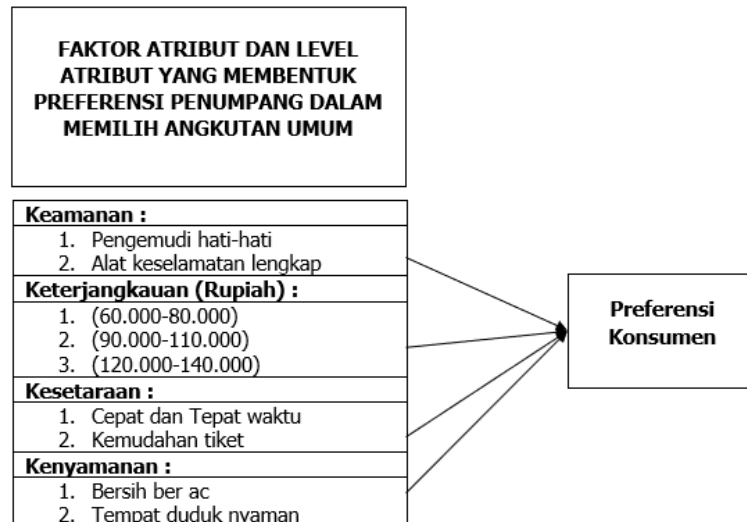 FAKTOR ATRIBUT DAN LEVEL
ATRIBUT YANG MEMBENTUK
PREFERENSI PENUMPANG DALAM
MEMILIH ANGKUTAN UMUM
Keamanan :
1. Pengemudi hati-hati
2. Alat keselamatan lengkap
Keterjangkauan (Rupiah) :
1. (60.000-80.000)
2. (90.000-110.000)
3. (120.000-140.000)
Kesetaraan :
1. Cepat dan Tepat waktu
2. Kemudahan tiket
Kenyamanan :
1. Bersih ber ac
2. Tempat duduk nyaman
Preferensi
Konsumen